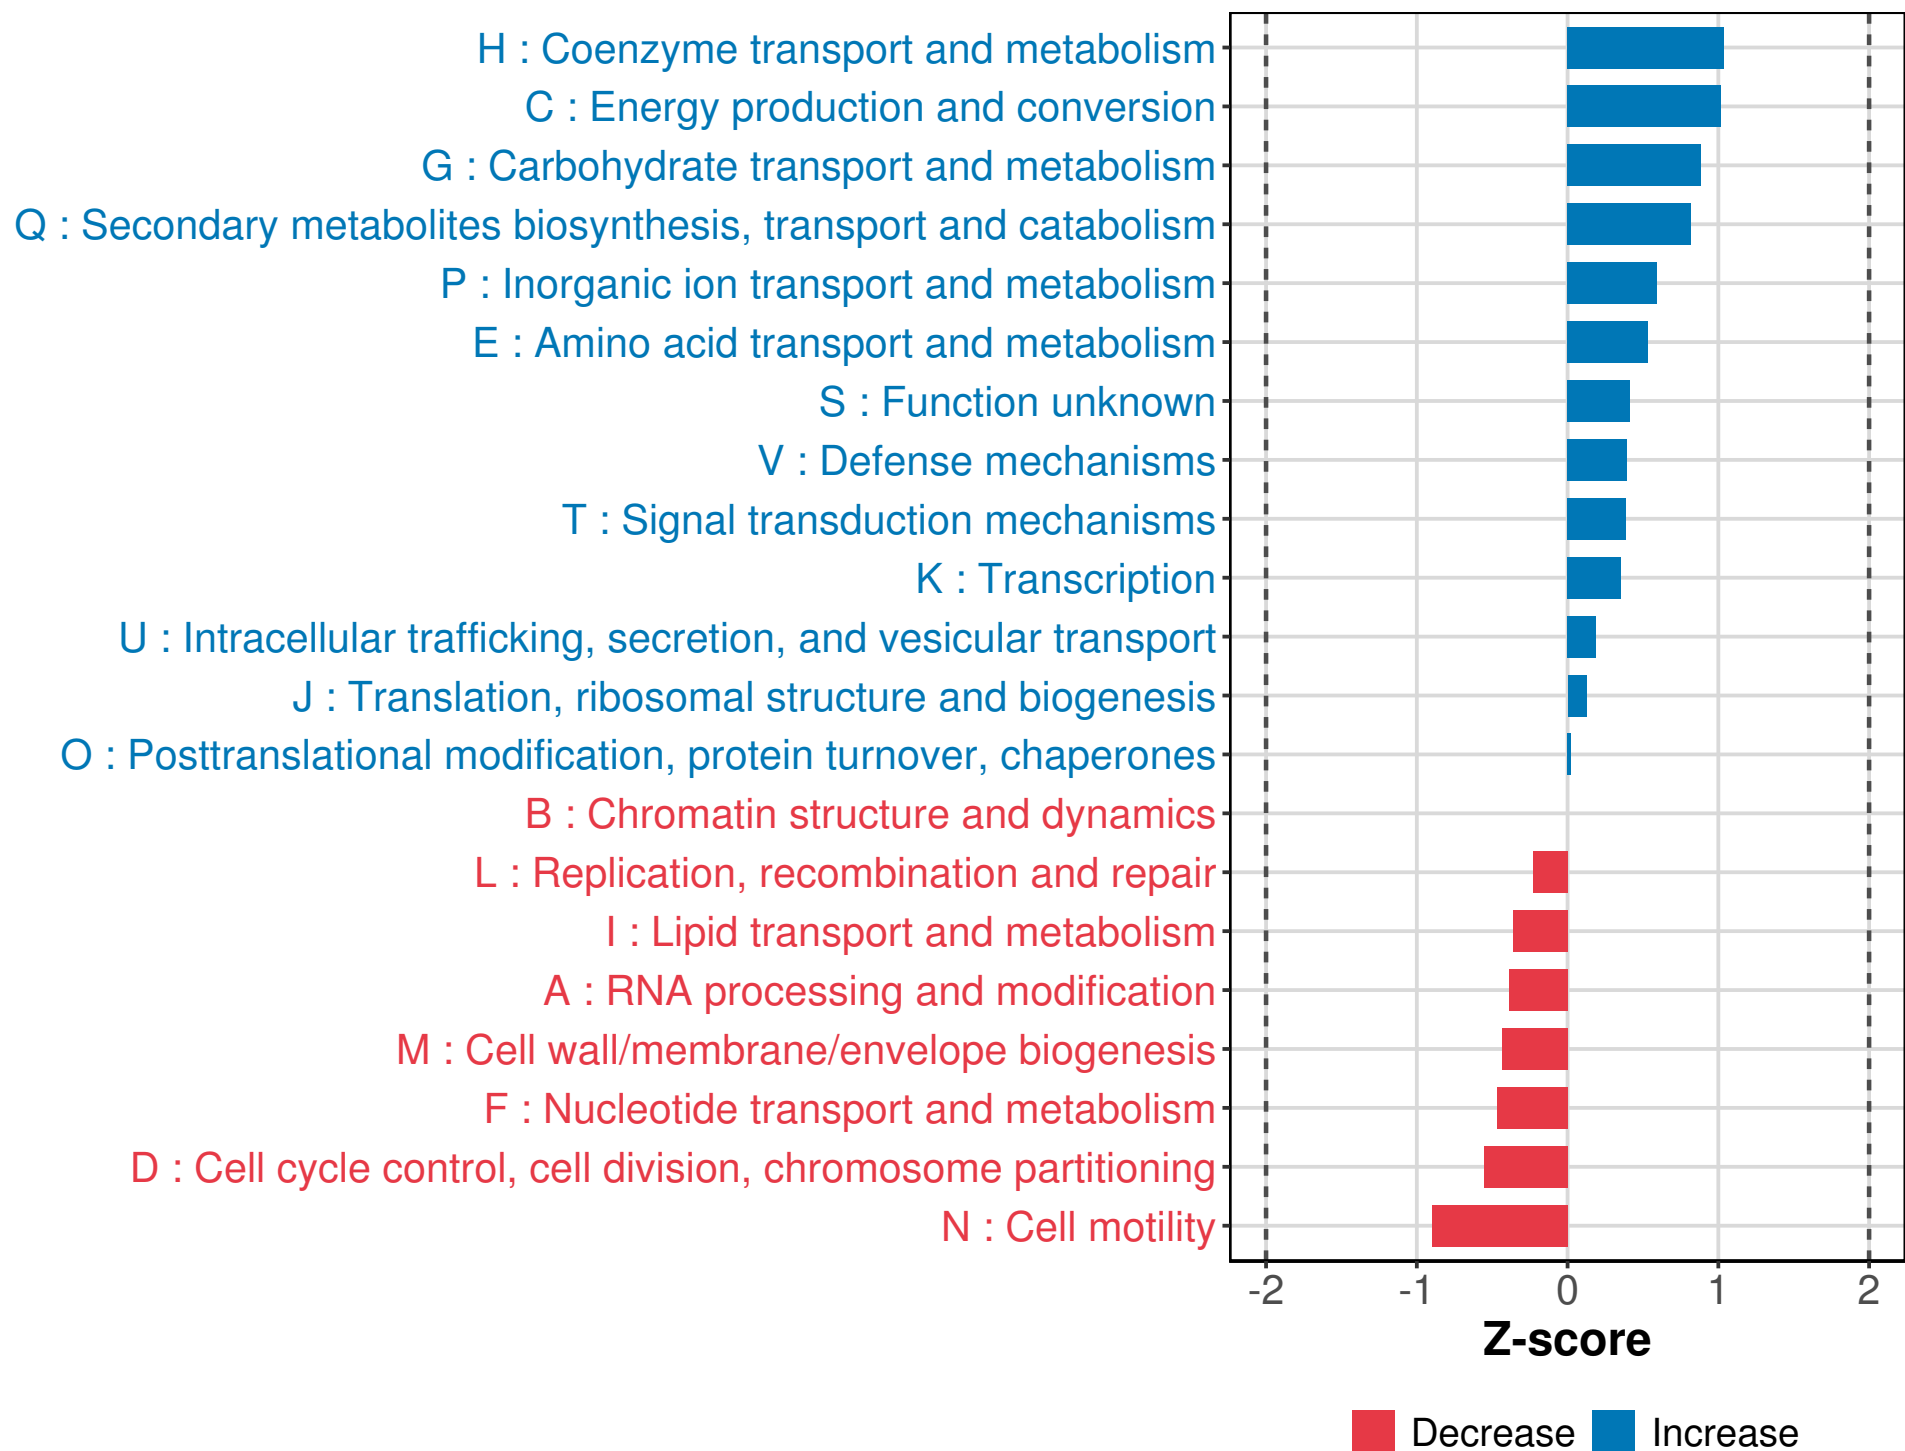 H : Coenzyme transport and metabolism
C : Energy production and conversion
G : Carbohydrate transport and metabolism
Q : Secondary metabolites biosynthesis, transport and catabolism
P : Inorganic ion transport and metabolism
E : Amino acid transport and metabolism
S : Function unknown
V : Defense mechanisms
T : Signal transduction mechanisms
K : Transcription
U : Intracellular trafficking, secretion, and vesicular transport
J : Translation, ribosomal structure and biogenesis
O : Posttranslational modification, protein turnover, chaperones
B : Chromatin structure and dynamics
L : Replication, recombination and repair
I : Lipid transport and metabolism
A : RNA processing and modification
M : Cell wall/membrane/envelope biogenesis
F : Nucleotide transport and metabolism
D : Cell cycle control, cell division, chromosome partitioning
N : Cell motility
-2 -1 0 1 2
Z-score
Decrease Increase